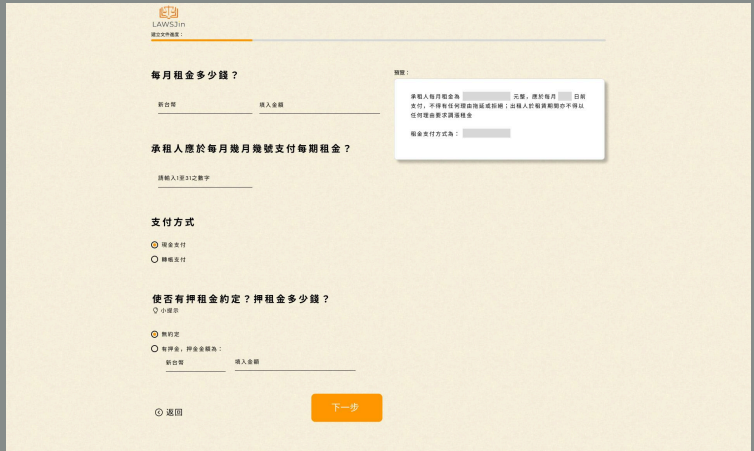 LAWSJin
建立文件進度：
每月租金多少錢？
新台幣
填入金額
承租人應於每月幾月幾號支付每期租金？
請輸入1至31之數字
支付方式
現金支付
轉帳支付
使否有押租金約定？押租金多少錢？
小提示
無約定
有押金，押金金額為：
新台幣
填入金額
返回
下一步
預覽：
承租人每月租金為 元整，應於每月 日前
支付，不得有任何理由拖延或拒絕；出租人於租賃期間亦不得以
任何理由要求調漲租金
租金支付方式為：